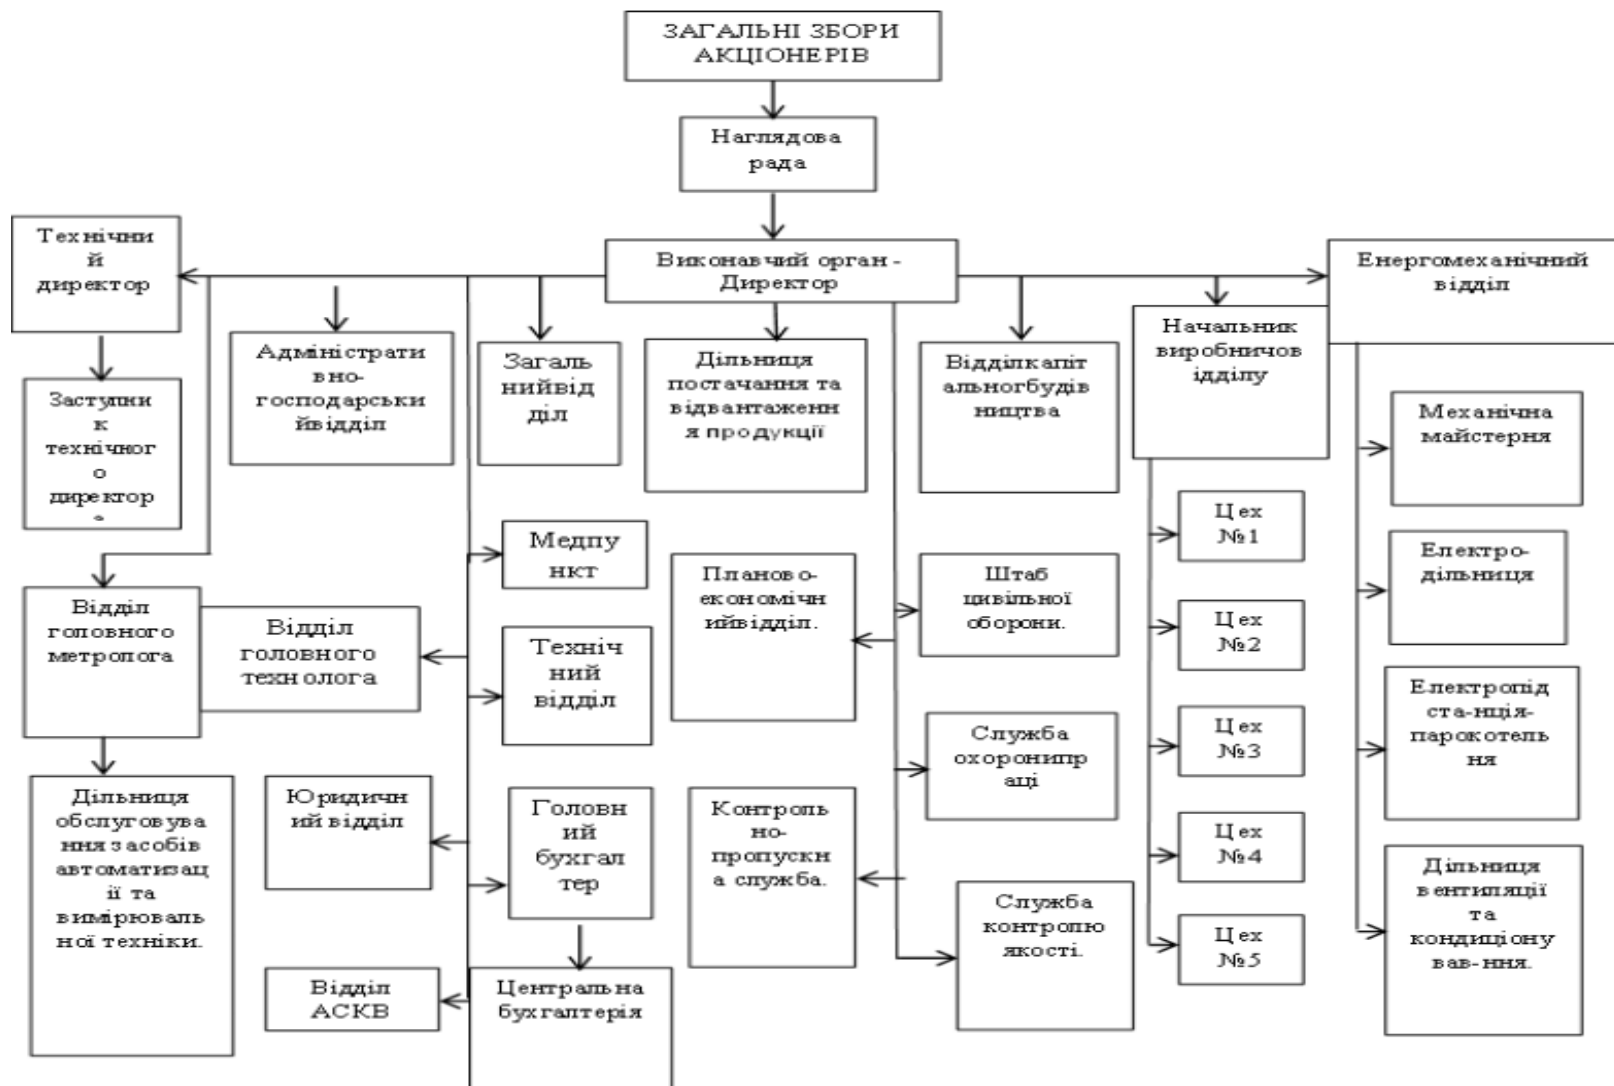 ЗАГАЛЬНІ ЗБОРИ
АКЦІОНЕРІВ
Наглядова
рада
Технічни
й
директор
Виконавчий орган -
Директор
Енергомеханічний
відділ
Адміністрати
вно-
господарськи
йвідділ
Загаль
нийвід
діл
Дільниця
постачання та
відвантаженн
я продукції
Відділкапіт
альногбудів
ництва
Начальник
виробничов
ідділу
Заступни
к
технічног
о
директор
а
Механічна
майстерня
Цех
№1
Медпу
нкт
Планово-
економічн
ийвідділ.
Штаб
цивільної
оборони.
Електро-
дільниця
Відділ
головного
метролога
Відділ
головного
технолога
Цех
№2
Техніч
ний
відділ
Електропід
ста-нція-
парокотель
ня
Служба
охоронипр
аці
Цех
№3
Дільниця
обслуговува
ння засобів
автоматизац
ії та
вимірюваль
ної техніки.
Юридичн
ий відділ
Головн
ий
бухгал
тер
Контроль
но-
пропускн
а служба.
Цех
№4
Дільниця
вентиляції
та
кондиціону
вав-ння.
Служба
контролю
якості.
Цех
№5
Відділ
АСКВ
Центральна
бухгалтерія